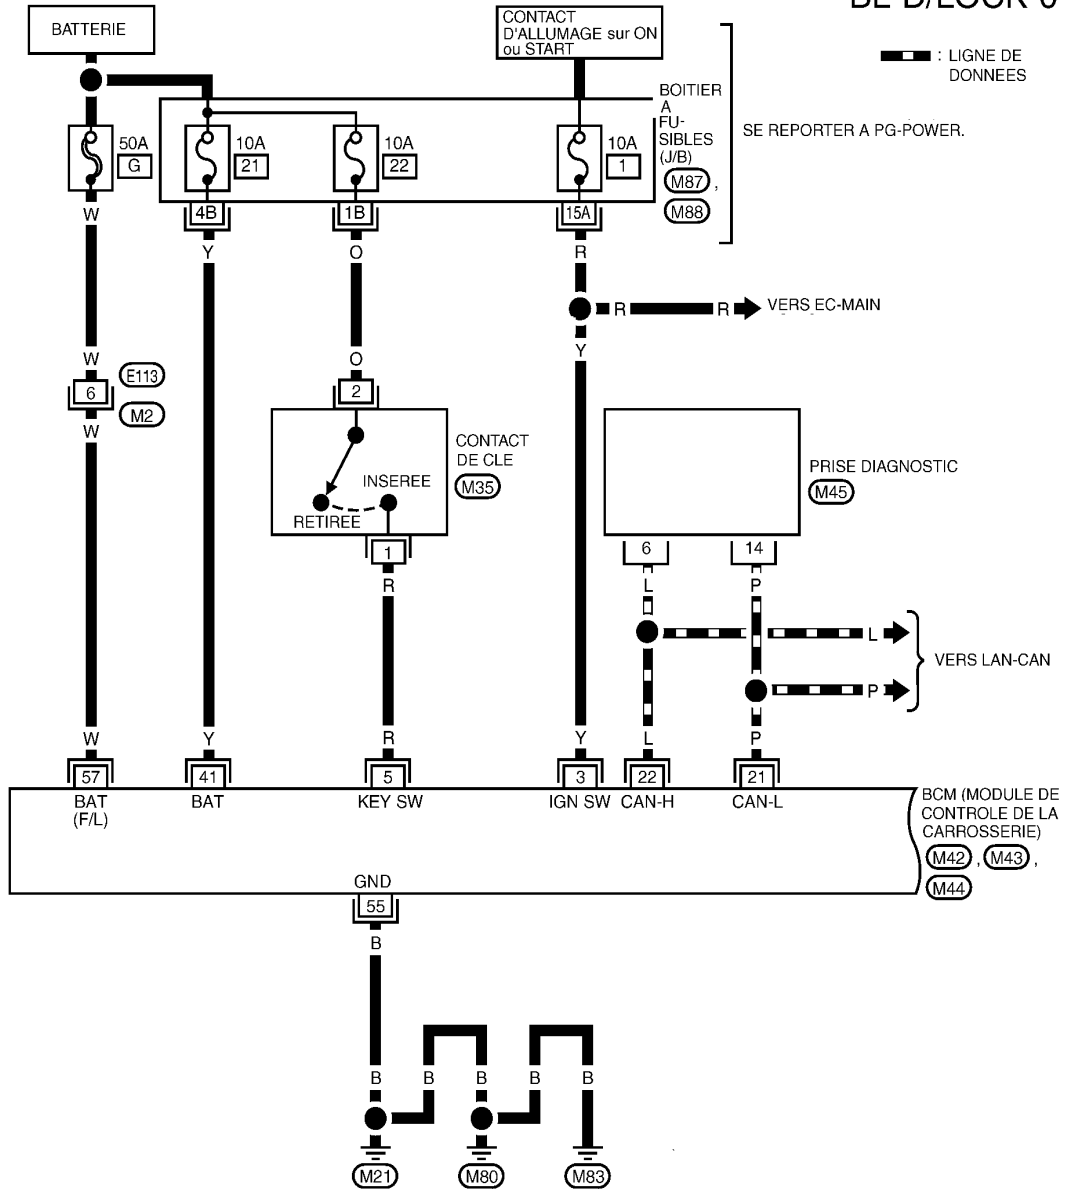 BATTERIE
CONTACT
D'ALLUMAGE sur ON
ou START
: LIGNE DE
DONNEES
BOITIER
A
FU-
SIBLES
(J/B)
M87 ,
M88
SE REPORTER A PG-POWER.
50A
G
10A
21
10A
22
10A
1
4B
1B
15A
W
Y
O
R
R
R
VERS EC-MAIN
Y
W
O
6
E113
M2
W
2
CONTACT
DE CLE
M35
INSEREE
RETIREE
1
R
PRISE DIAGNOSTIC
M45
6
14
L
P
L
P
VERS LAN-CAN
W
Y
R
Y
L
P
57
41
5
3
22
21
BAT
(F/L)
BAT
KEY SW
IGN SW
CAN-H
CAN-L
BCM (MODULE DE
CONTROLE DE LA
CARROSSERIE)
M42 , M43 ,
M44
GND
55
B
B
B
B
B
B
M21
M80
M83